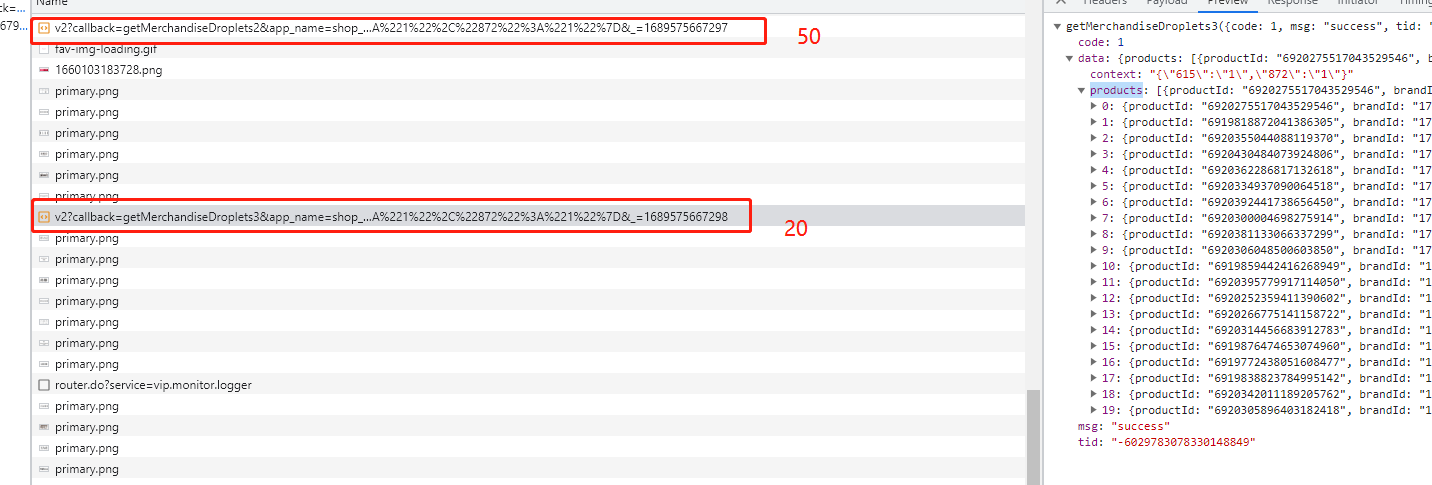 Name
ck=
679...
v2?callback=getMerchandiseDroplets2&app_name=shop_...A%221%22%2C%22872%22%3A%221%22%7D&_=1689575667297
50
fav-img-loading.gif
1660103183728.png
primary.png
primary.png
primary.png
primary.png
primary.png
primary.png
v2?callback=getMerchandiseDroplets3&app_name=shop_...A%221%22%2C%22872%22%3A%221%22%7D&_=1689575667298
20
primary.png
primary.png
primary.png
primary.png
primary.png
primary.png
primary.png
router.do?service=vip.monitor.logger
primary.png
primary.png
primary.png
primary.png
Headers Payload Preview Response Initiator Timing
getMerchandiseDroplets3({code: 1, msg: "success", tid: "
code: 1
data: {products: [{productId: "6920275517043529546", b
context: "{\"615\":\"1\",\"872\":\"1\"}"
products: [{productId: "6920275517043529546", brandI
0: {productId: "6920275517043529546", brandId: "17
1: {productId: "6919818872041386305", brandId: "17
2: {productId: "6920355044088119370", brandId: "17
3: {productId: "6920430484073924806", brandId: "17
4: {productId: "6920362286817132618", brandId: "17
5: {productId: "6920334937090064518", brandId: "17
6: {productId: "6920392441738656450", brandId: "17
7: {productId: "6920300004698275914", brandId: "17
8: {productId: "6920381133066337299", brandId: "17
9: {productId: "6920306048500603850", brandId: "17
10: {productId: "6919859442416268949", brandId: "1
11: {productId: "6920395779917114050", brandId: "1
12: {productId: "6920252359411390602", brandId: "1
13: {productId: "6920266775141158722", brandId: "1
14: {productId: "6920314456683912783", brandId: "1
15: {productId: "6919876474653074960", brandId: "1
16: {productId: "6919772438051608477", brandId: "1
17: {productId: "6919838823784995142", brandId: "1
18: {productId: "6920342011189205762", brandId: "1
19: {productId: "6920305896403182418", brandId: "1
msg: "success"
tid: "-6029783078330148849"